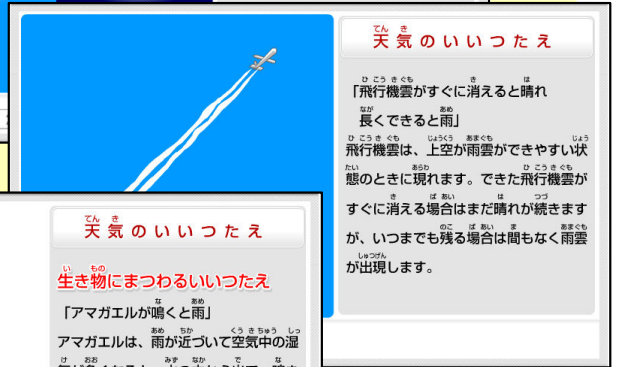 天気のいいつたえ
「飛行機雲がすぐに消えると晴れ
長くできると雨」
飛行機雲は、上空が雨雲ができやすい状
態のときに現れます。できた飛行機雲が
すぐに消える場合はまだ晴れが続きます
が、いつまでも残る場合は間もなく雨雲
が出現します。
天気のいいつたえ
生き物にまつわるいいつたえ
「アマガエルが鳴くと雨」
アマガエルは、雨が近づいて空気中の湿